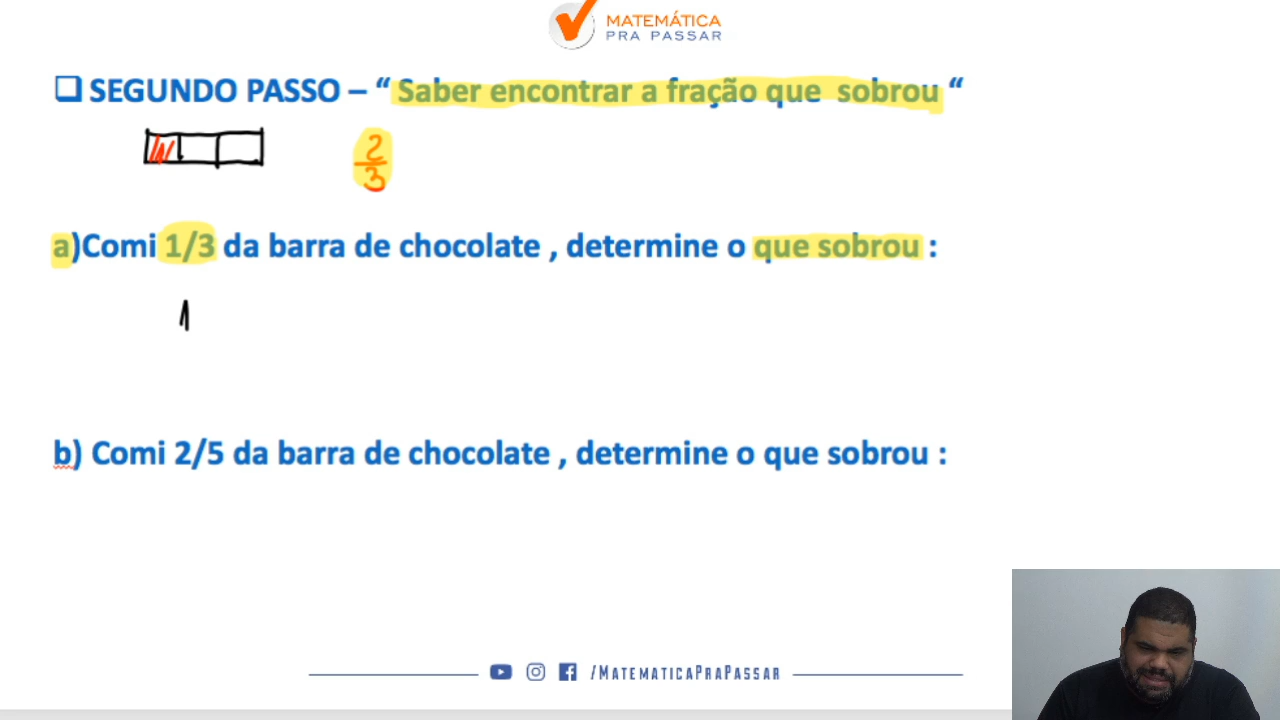 MATEMÁTICA
PRA PASSAR
❑ SEGUNDO PASSO – “ Saber encontrar a fração que sobrou “
2
3
a)Comi 1/3 da barra de chocolate , determine o que sobrou :
1
b) Comi 2/5 da barra de chocolate , determine o que sobrou :
/MATEMATICAPRAPASSAR